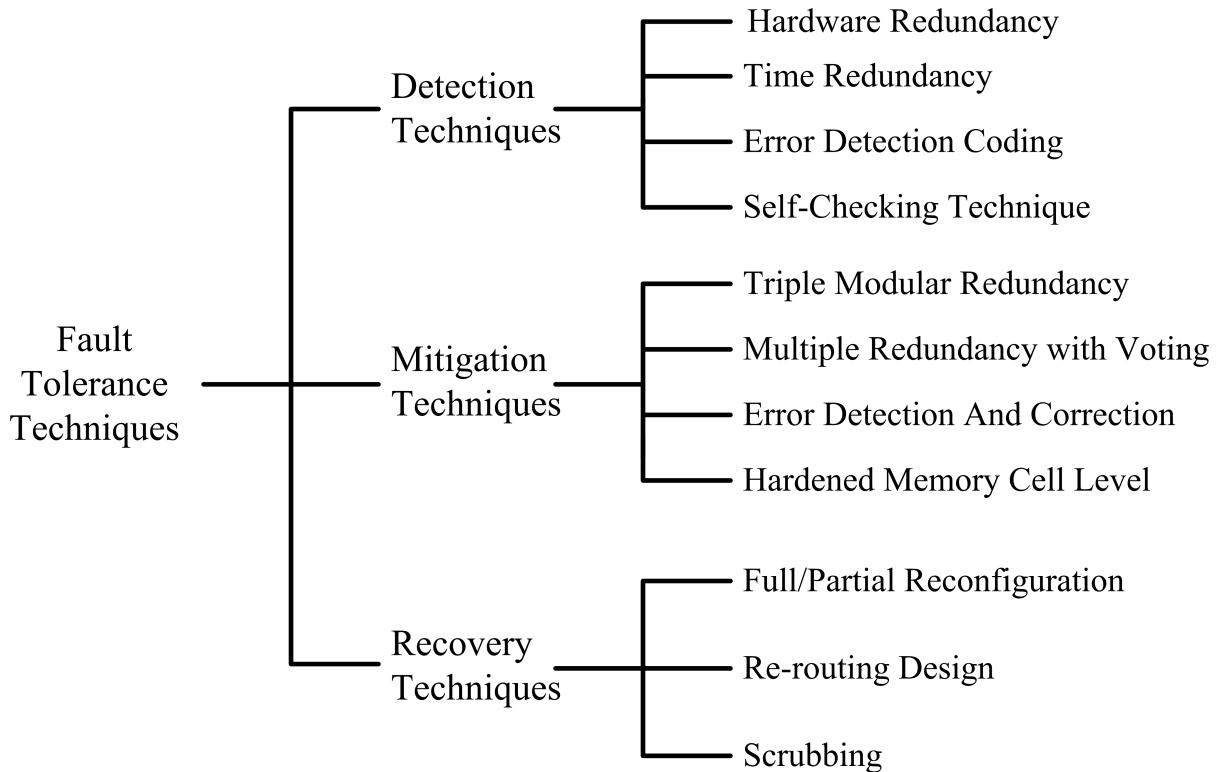 Fault
Tolerance
Techniques
Detection
Techniques
Hardware Redundancy
Time Redundancy
Error Detection Coding
Self-Checking Technique
Mitigation
Techniques
Triple Modular Redundancy
Multiple Redundancy with Voting
Error Detection And Correction
Hardened Memory Cell Level
Recovery
Techniques
Full/Partial Reconfiguration
Re-routing Design
Scrubbing